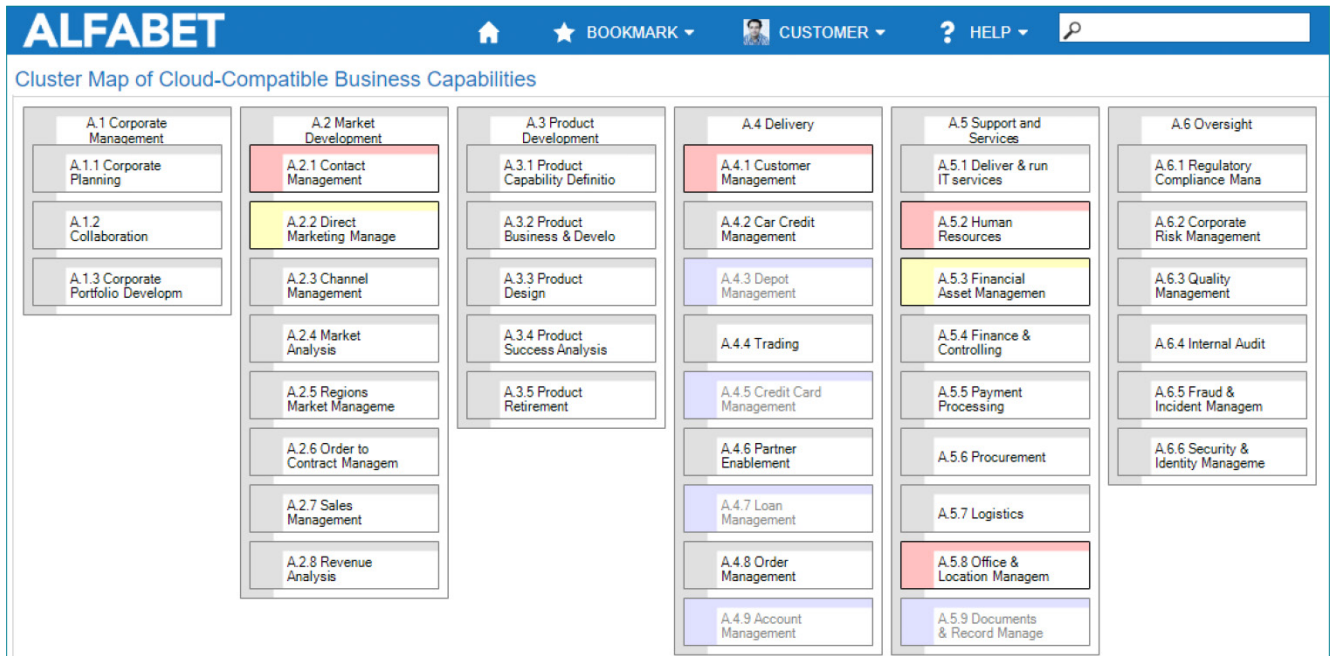 ALFABET
BOOKMARK
CUSTOMER
? HELP
Cluster Map of Cloud-Compatible Business Capabilities
A.1 Corporate
Management
A.1.1 Corporate
Planning
A.1.2
Collaboration
A.1.3 Corporate
Portfolio Developm
A.2 Market
Development
A.2.1 Contact
Management
A.2.2 Direct
Marketing Manage
A.2.3 Channel
Management
A.2.4 Market
Analysis
A.2.5 Regions
Market Manageme
A.2.6 Order to
Contract Managem
A.2.7 Sales
Management
A.2.8 Revenue
Analysis
A.3 Product
Development
A.3.1 Product
Capability Definitio
A.3.2 Product
Business & Develo
A.3.3 Product
Design
A.3.4 Product
Success Analysis
A.3.5 Product
Retirement
A.4 Delivery
A.4.1 Customer
Management
A.4.2 Car Credit
Management
A.4.3 Depot
Management
A.4.4 Trading
A.4.5 Credit Card
Management
A.4.6 Partner
Enablement
A.4.7 Loan
Management
A.4.8 Order
Management
A.4.9 Account
Management
A.5 Support and
Services
A.5.1 Deliver & run
IT services
A.5.2 Human
Resources
A.5.3 Financial
Asset Managemen
A.5.4 Finance &
Controlling
A.5.5 Payment
Processing
A.5.6 Procurement
A.5.7 Logistics
A.5.8 Office &
Location Managem
A.5.9 Documents
& Record Manage
A.6 Oversight
A.6.1 Regulatory
Compliance Mana
A.6.2 Corporate
Risk Management
A.6.3 Quality
Management
A.6.4 Internal Audit
A.6.5 Fraud &
Incident Managem
A.6.6 Security &
Identity Manageme